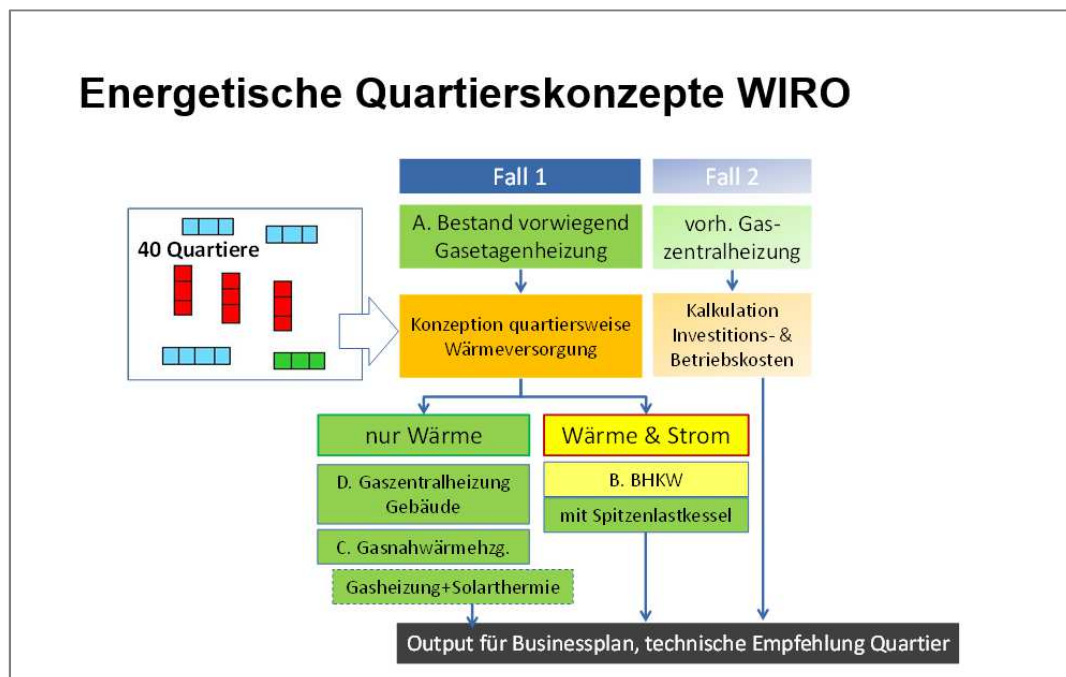 Energetische Quartierskonzepte WIRO
Fall 1
Fall 2
40 Quartiere
A. Bestand vorwiegend
Gasetagenheizung
vorh. Gas-
zentralheizung
Konzeption quartiersweise
Wärmeversorgung
Kalkulation
Investitions- &
Betriebskosten
nur Wärme
Wärme & Strom
D. Gaszentralheizung
Gebäude
B. BHKW
mit Spitzenlastkessel
C. Gasnahwärmehzg.
Gasheizung+Solarthermie
Output für Businessplan, technische Empfehlung Quartier